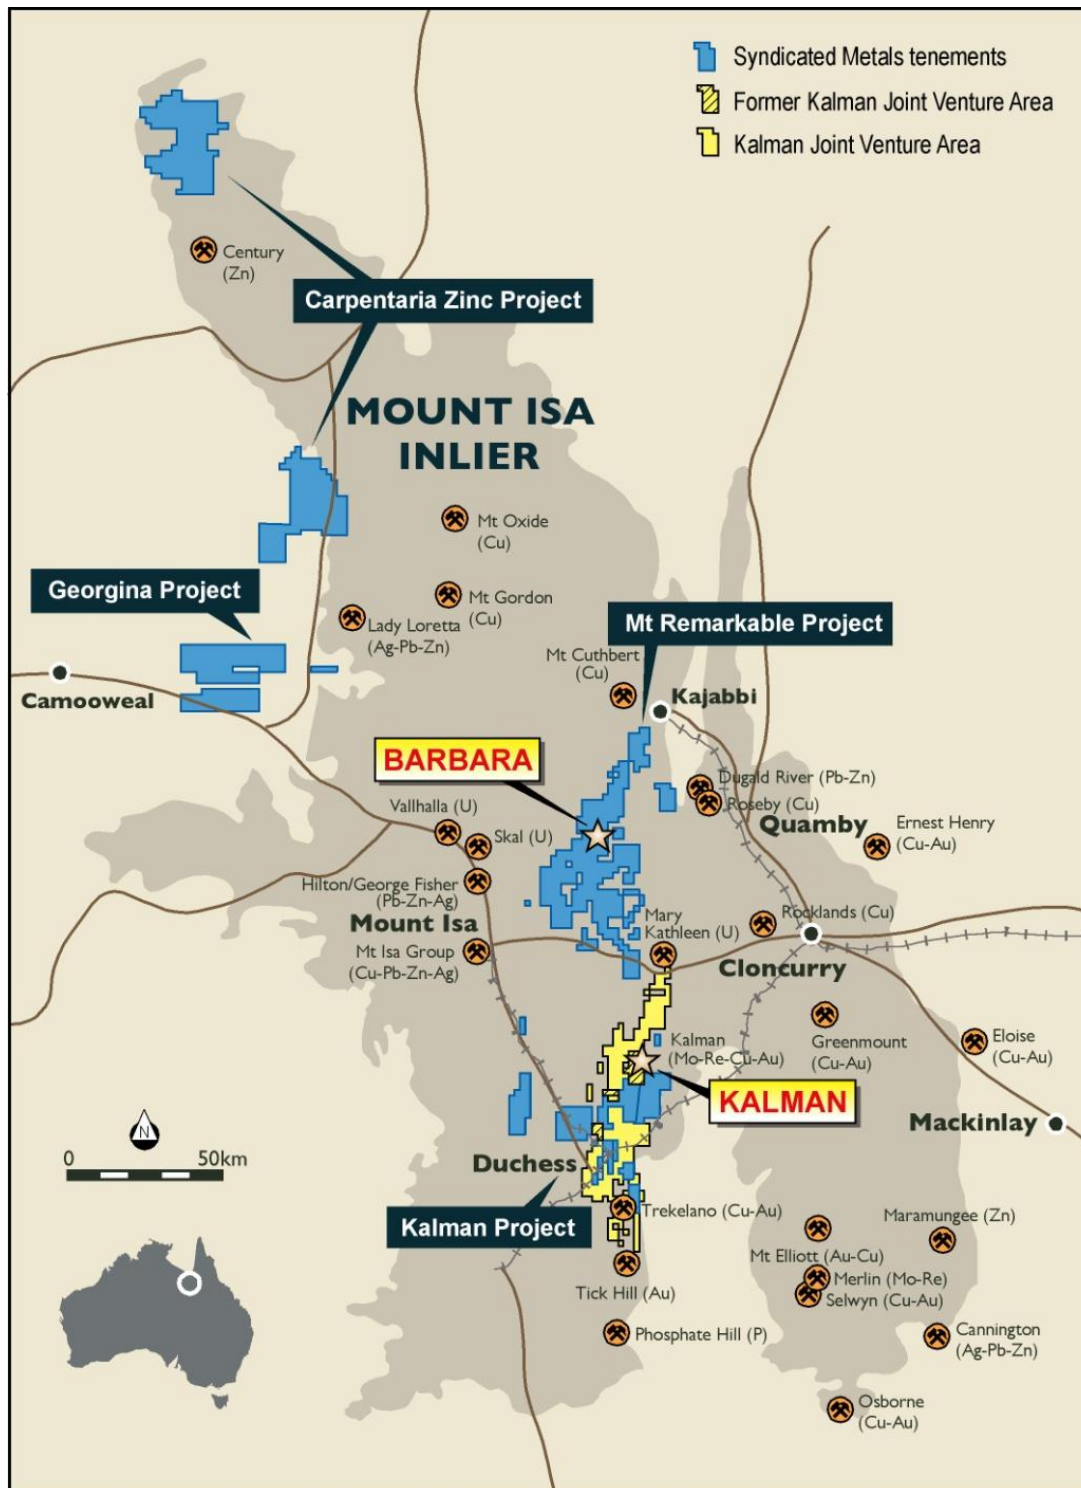 Syndicated Metals tenements
Former Kalman Joint Venture Area
Kalman Joint Venture Area
Century
(Zn)
Carpentaria Zinc Project
MOUNT ISA
INLIER
Mt Oxide
(Cu)
Georgina Project
Mt Gordon
(Cu)
Lady Loretta
(Ag-Pb-Zn)
Mt Remarkable Project
Mt Cuthbert
(Cu)
Camooweal
Kajabbi
BARBARA
Dugald River (Pb-Zn)
Roseby (Cu)
Vallhalla (U)
Quamby
Ernest Henry
(Cu-Au)
Skal (U)
Hilton/George Fisher
(Pb-Zn-Ag)
Mount Isa
Mary
Kathleen (U)
Rocklands (Cu)
Mt Isa Group
(Cu-Pb-Zn-Ag)
Cloncurry
Kalman
(Mo-Re-Cu-Au)
Greenmount
(Cu-Au)
Eloise
(Cu-Au)
KALMAN
Mackinlay
N
0 50km
Duchess
Kalman Project
Trekelano (Cu-Au)
Maramungee (Zn)
Mt Elliott (Au-Cu)
Merlin (Mo-Re)
Selwyn (Cu-Au)
Tick Hill (Au)
Phosphate Hill (P)
Cannington
(Ag-Pb-Zn)
Osborne
(Cu-Au)